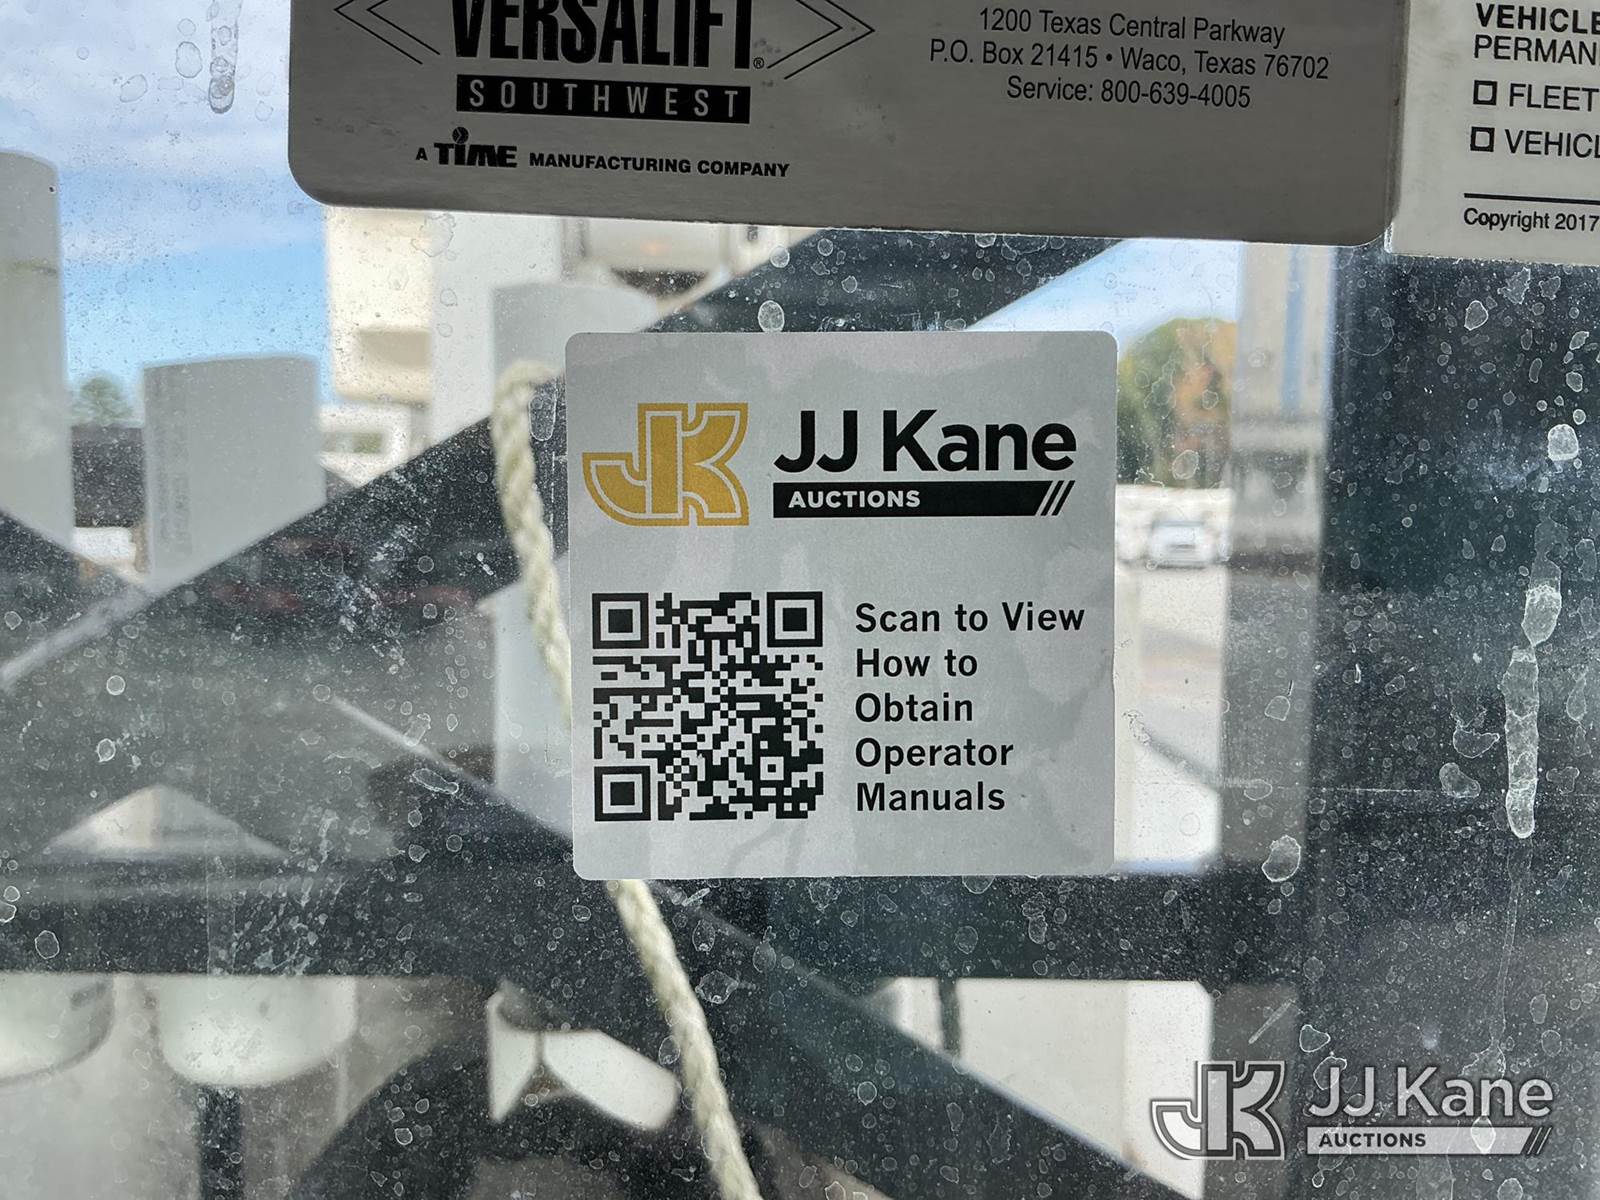 VERSALIFT®
SOUTHWEST
A TIME MANUFACTURING COMPANY
1200 Texas Central Parkway
P.O. Box 21415 • Waco, Texas 76702
Service: 800-639-4005
VEHICLE
PERMAN
FLEET
VEHICL
Copyright 2017
JK JJ Kane
AUCTIONS
Scan to View
How to
Obtain
Operator
Manuals
JK JJ Kane
AUCTIONS